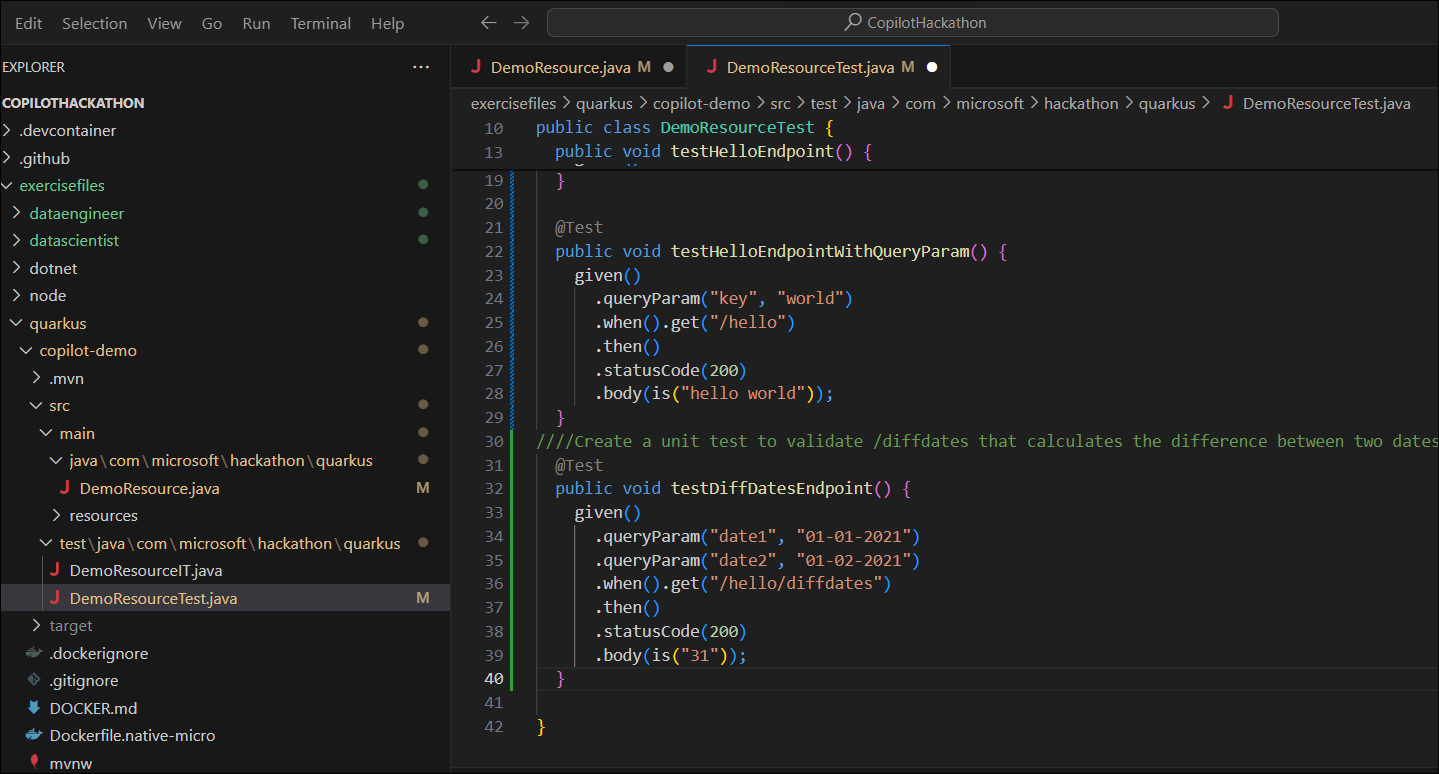 Edit Selection View Go Run Terminal Help
CopilotHackathon
EXPLORER
COPILOTHACKATHON
.devcontainer
.github
exercisefiles
dataengineer
datascientist
dotnet
node
quarkus
copilot-demo
.mvn
src
main
java\com\microsoft\hackathon\quarkus
J DemoResource.java M
resources
test\java\com\microsoft\hackathon\quarkus
J DemoResourceIT.java
J DemoResourceTest.java M
target
.dockerignore
.gitignore
DOCKER.md
Dockerfile.native-micro
mvnw
J DemoResource.java M
J DemoResourceTest.java M
exercisefiles > quarkus > copilot-demo > src > test > java > com > microsoft > hackathon > quarkus > J DemoResourceTest.java
10 public class DemoResourceTest {
13 public void testHelloEndpoint() {
19 }
20
21 @Test
22 public void testHelloEndpointWithQueryParam() {
23 given()
24 .queryParam("key", "world")
25 .when().get("/hello")
26 .then()
27 .statusCode(200)
28 .body(is("hello world"));
29 }
30 ////Create a unit test to validate /diffdates that calculates the difference between two dates
31 @Test
32 public void testDiffDatesEndpoint() {
33 given()
34 .queryParam("date1", "01-01-2021")
35 .queryParam("date2", "01-02-2021")
36 .when().get("/hello/diffdates")
37 .then()
38 .statusCode(200)
39 .body(is("31"));
40 }
41
42 }